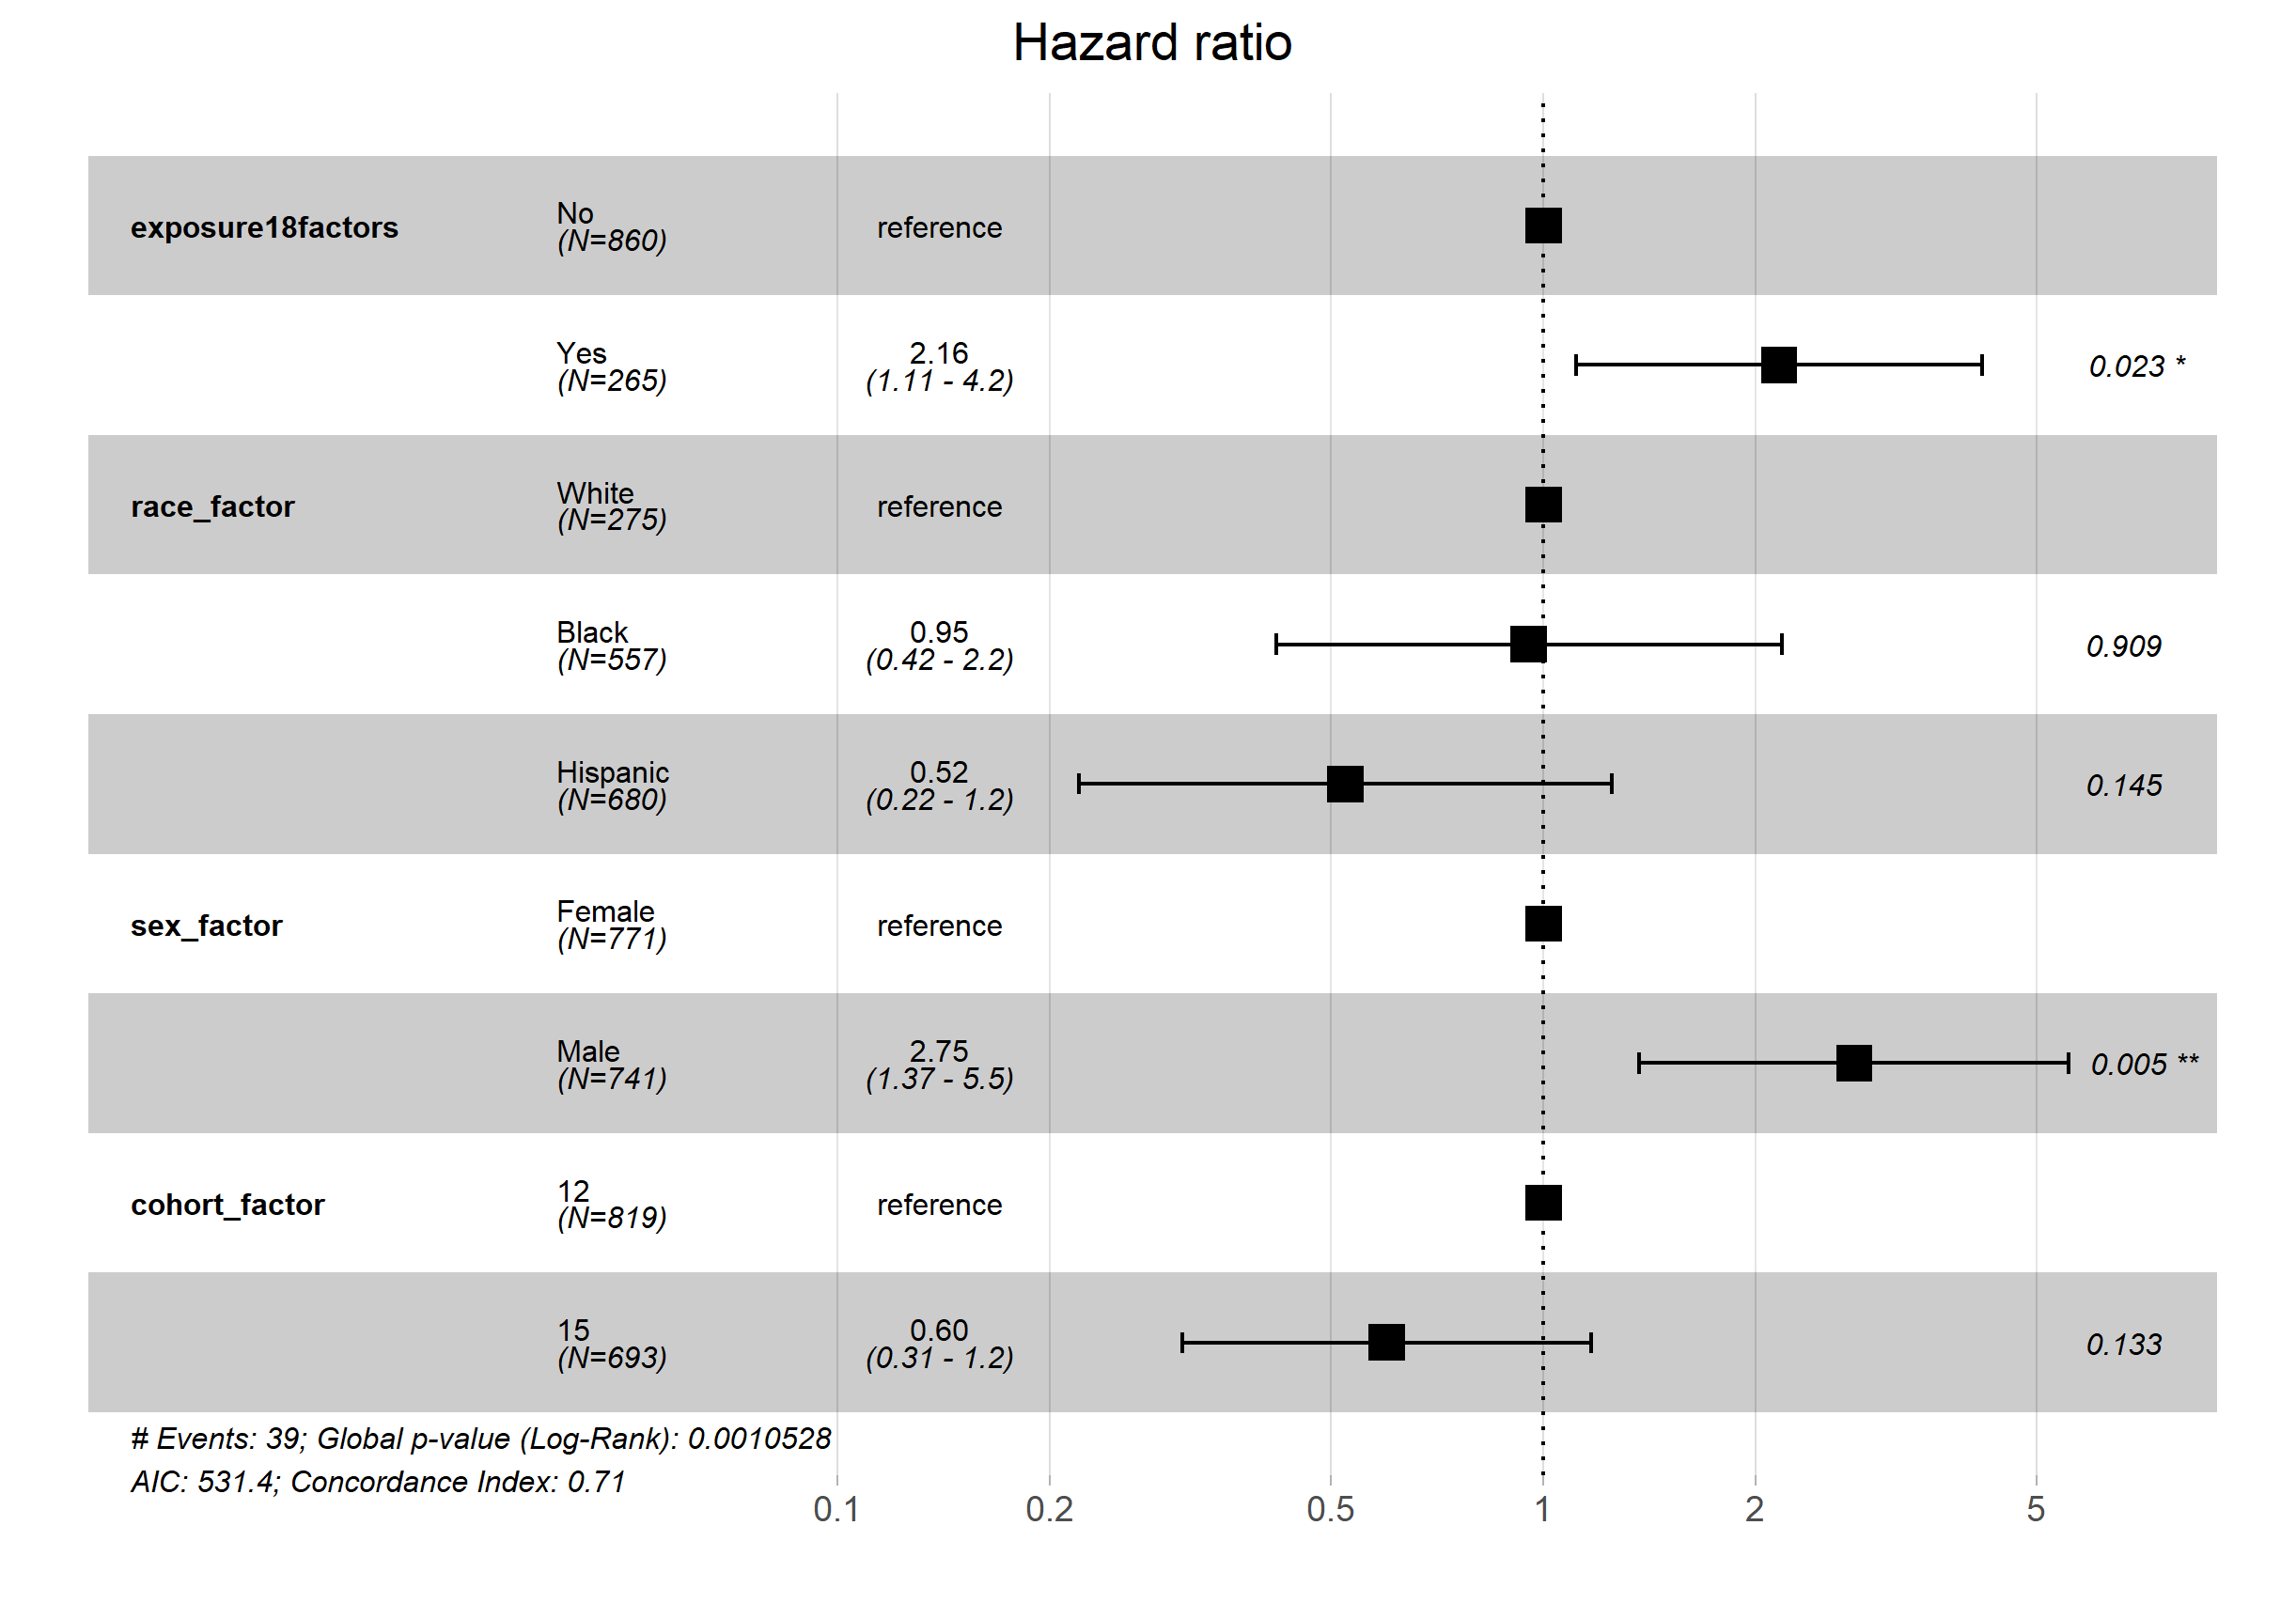 Hazard ratio
exposure18factors
No
(N=860)
reference
Yes
(N=265)
2.16
(1.11 - 4.2)
0.023 *
race_factor
White
(N=275)
reference
Black
(N=557)
0.95
(0.42 - 2.2)
0.909
Hispanic
(N=680)
0.52
(0.22 - 1.2)
0.145
sex_factor
Female
(N=771)
reference
Male
(N=741)
2.75
(1.37 - 5.5)
0.005 **
cohort_factor
12
(N=819)
reference
15
(N=693)
0.60
(0.31 - 1.2)
0.133
# Events: 39; Global p-value (Log-Rank): 0.0010528
AIC: 531.4; Concordance Index: 0.71
0.1 0.2 0.5 1 2 5